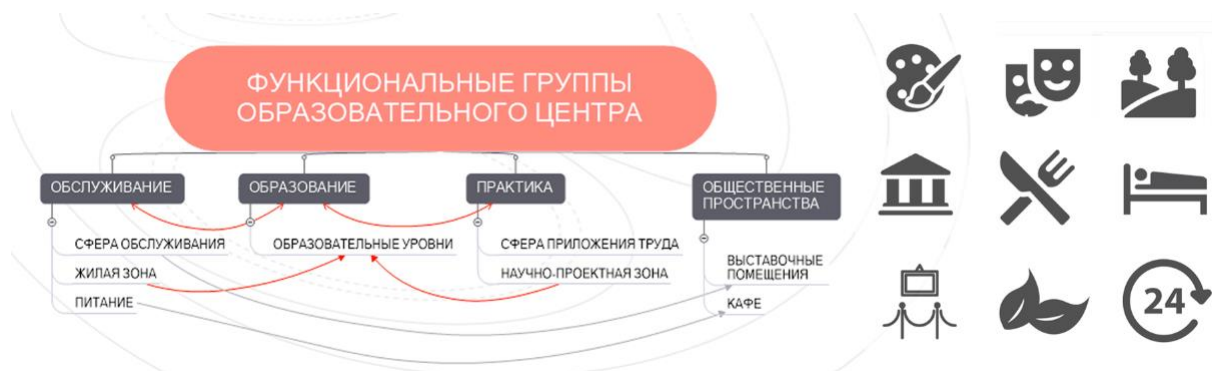 ФУНКЦИОНАЛЬНЫЕ ГРУППЫ
ОБРАЗОВАТЕЛЬНОГО ЦЕНТРА
ОБСЛУЖИВАНИЕ
СФЕРА ОБСЛУЖИВАНИЯ
ЖИЛАЯ ЗОНА
ПИТАНИЕ
ОБРАЗОВАНИЕ
ОБРАЗОВАТЕЛЬНЫЕ УРОВНИ
ПРАКТИКА
СФЕРА ПРИЛОЖЕНИЯ ТРУДА
НАУЧНО-ПРОЕКТНАЯ ЗОНА
ОБЩЕСТВЕННЫЕ
ПРОСТРАНСТВА
ВЫСТАВОЧНЫЕ
ПОМЕЩЕНИЯ
КАФЕ
24